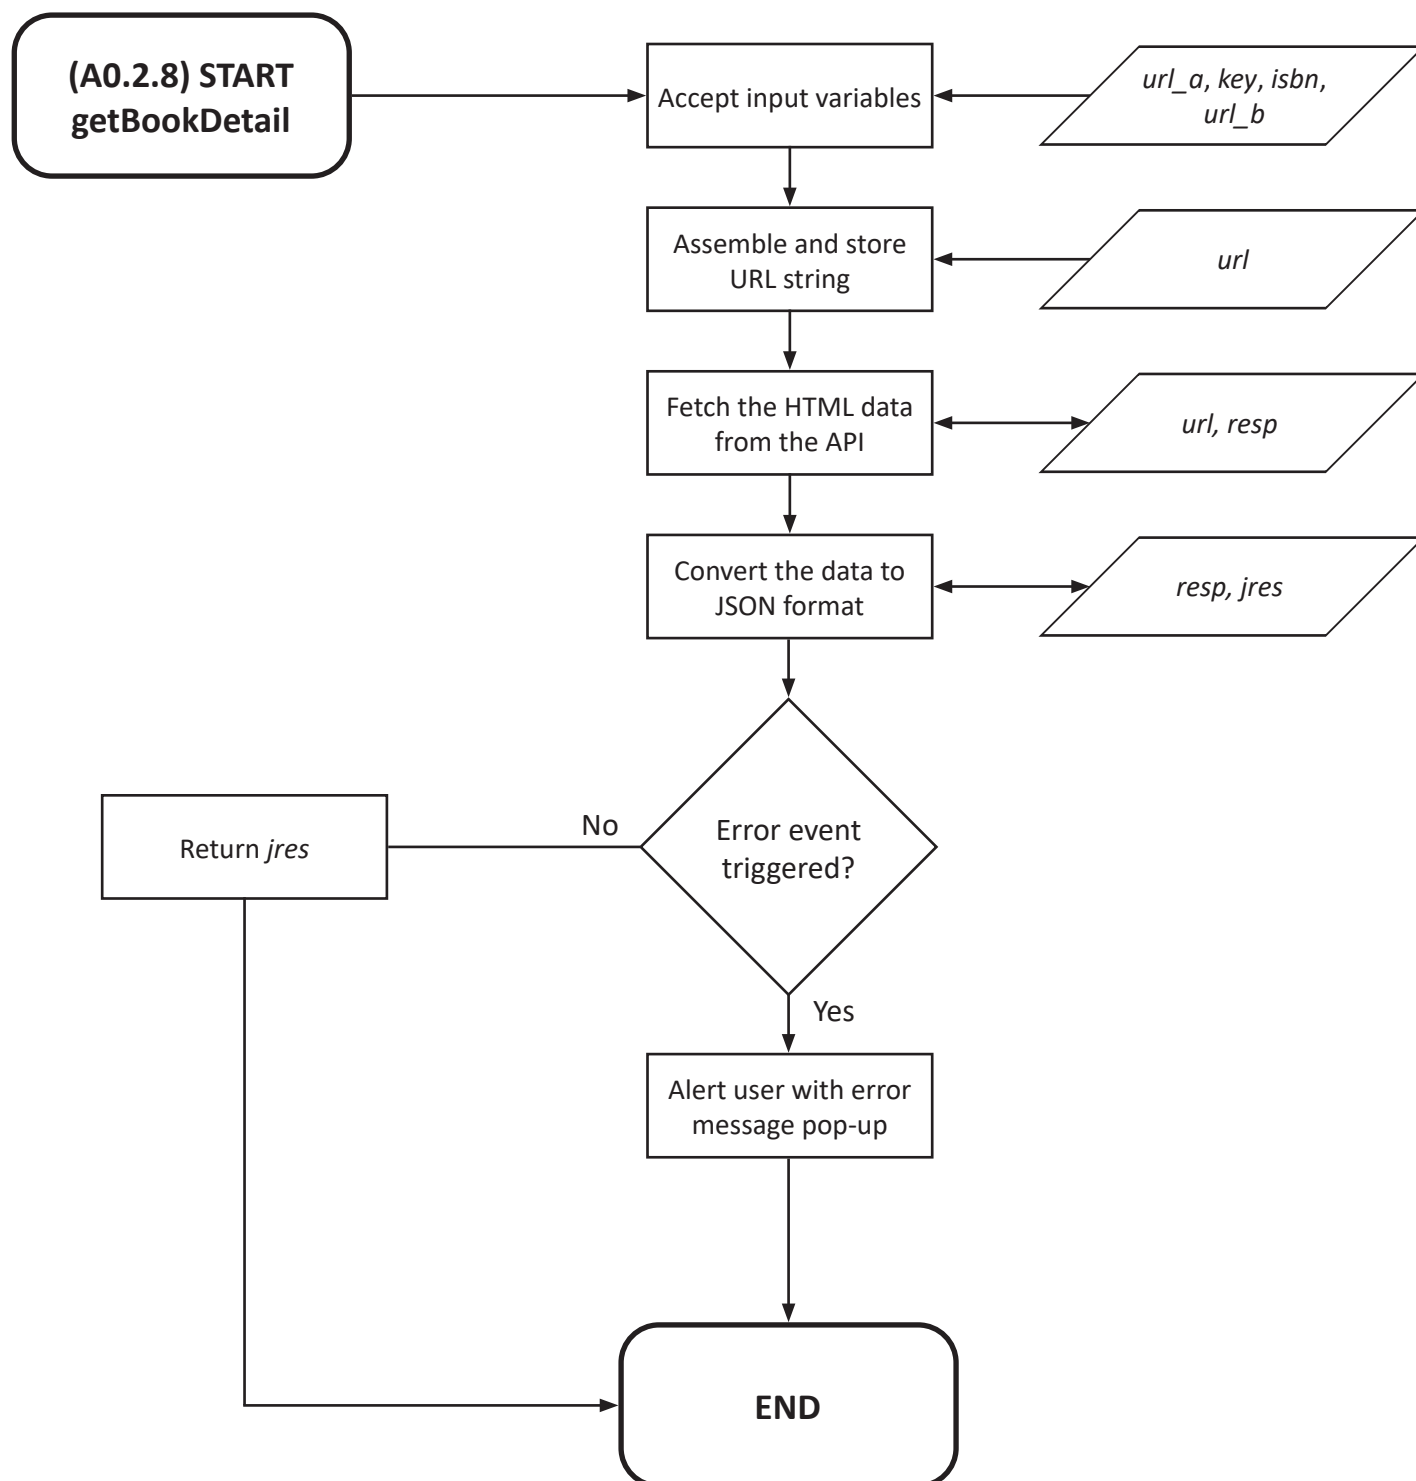 (A0.2.8) START
getBookDetail
Accept input variables
url_a, key, isbn,
url_b
Assemble and store
URL string
url
Fetch the HTML data
from the API
url, resp
Convert the data to
JSON format
resp, jres
Error event
triggered?
No
Return jres
Yes
Alert user with error
message pop-up
END